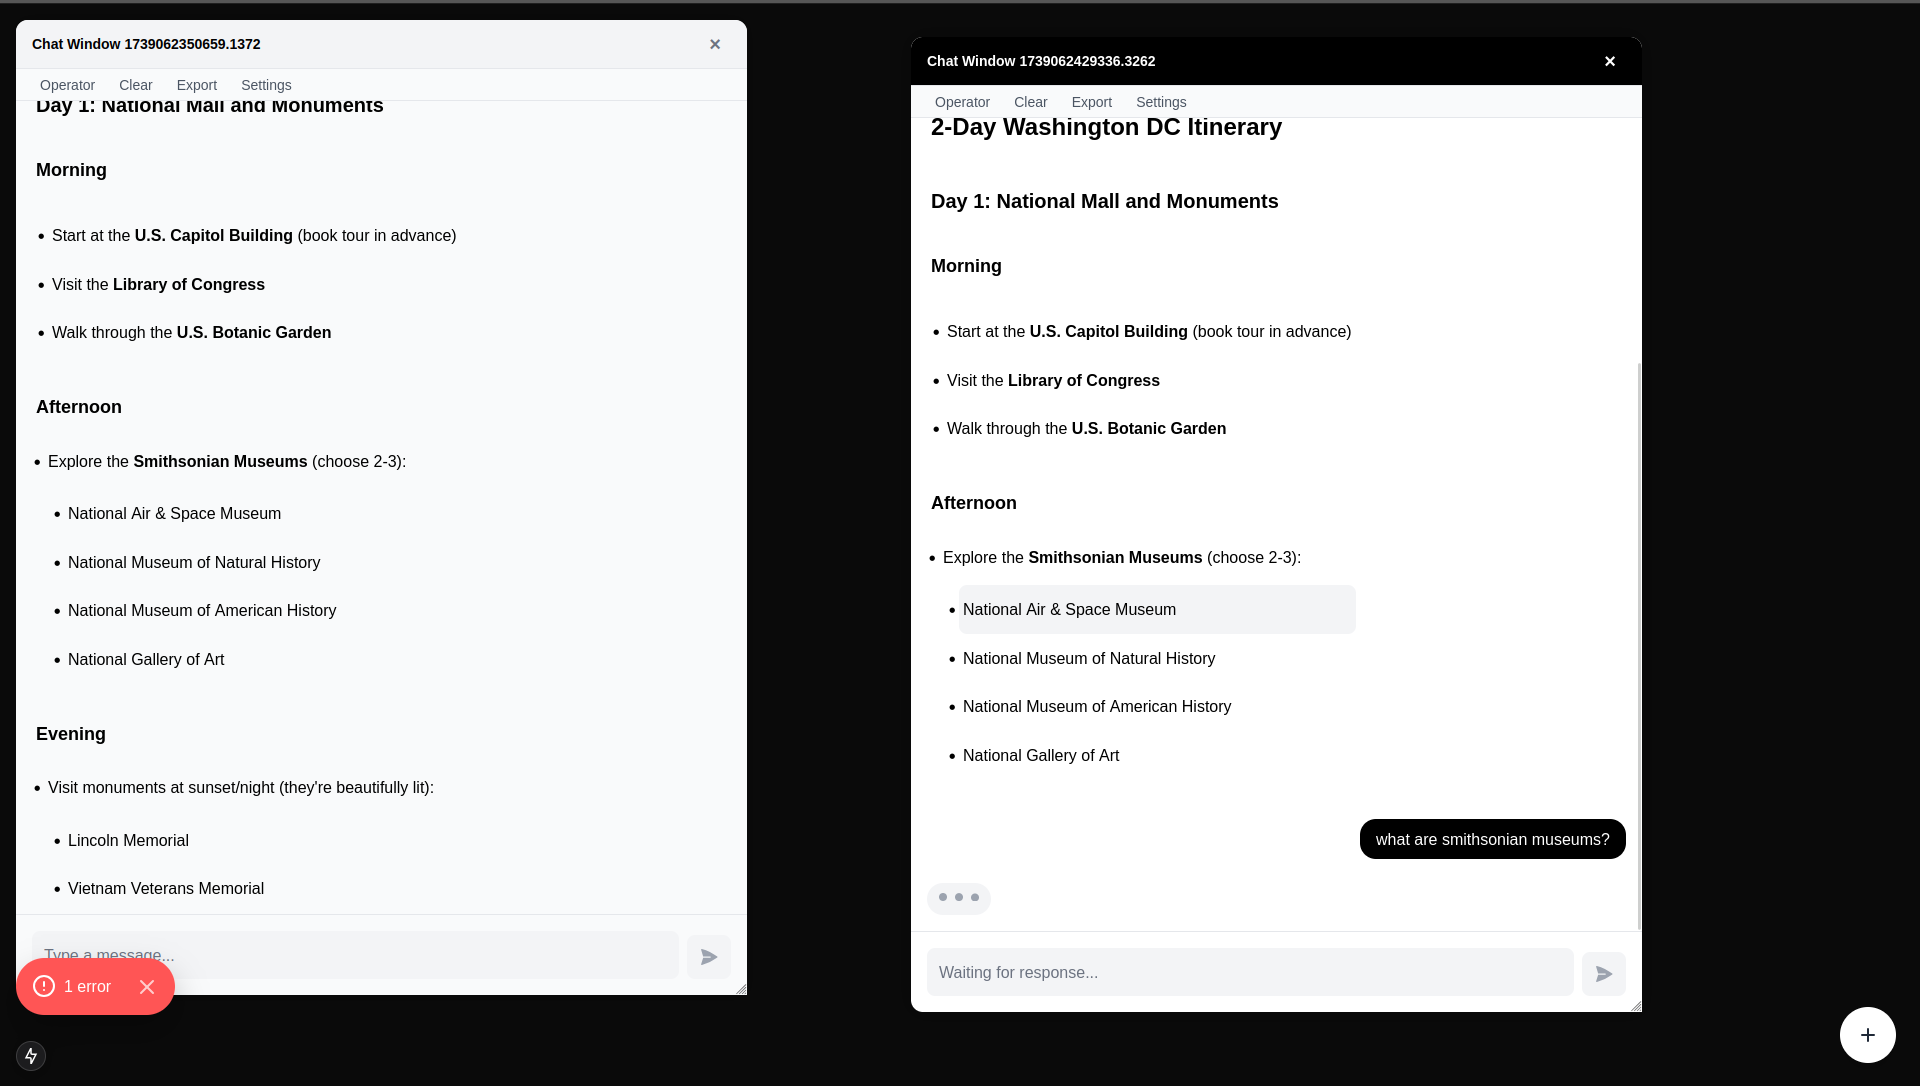 Chat Window 1739062350659.1372
Operator Clear Export Settings
Day 1: National Mall and Monuments
Morning
• Start at the U.S. Capitol Building (book tour in advance)
• Visit the Library of Congress
• Walk through the U.S. Botanic Garden
Afternoon
• Explore the Smithsonian Museums (choose 2-3):
• National Air & Space Museum
• National Museum of Natural History
• National Museum of American History
• National Gallery of Art
Evening
• Visit monuments at sunset/night (they're beautifully lit):
• Lincoln Memorial
• Vietnam Veterans Memorial
Type a message...
1 error
Chat Window 1739062429336.3262
Operator Clear Export Settings
2-Day Washington DC Itinerary
Day 1: National Mall and Monuments
Morning
• Start at the U.S. Capitol Building (book tour in advance)
• Visit the Library of Congress
• Walk through the U.S. Botanic Garden
Afternoon
• Explore the Smithsonian Museums (choose 2-3):
• National Air & Space Museum
• National Museum of Natural History
• National Museum of American History
• National Gallery of Art
what are smithsonian museums?
Waiting for response...